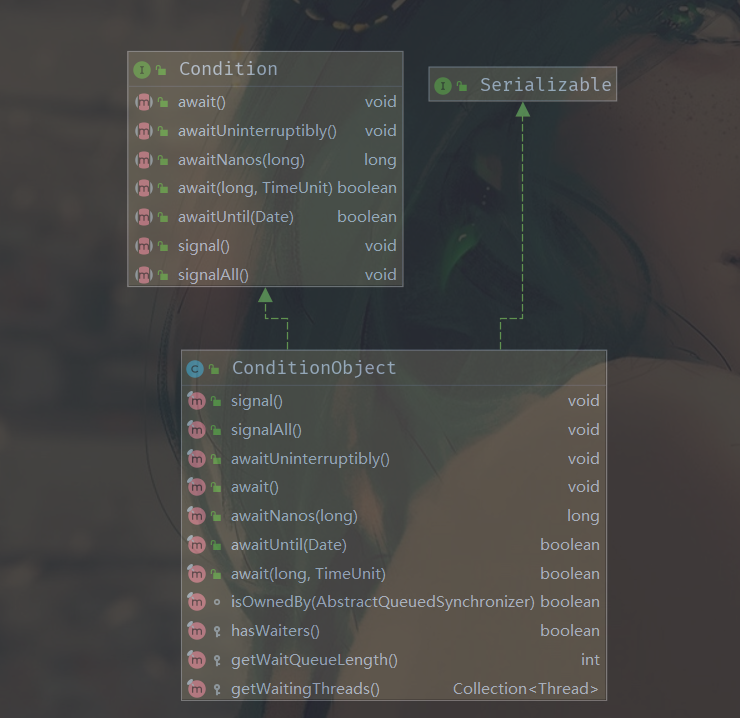 Condition
await() void
awaitUninterruptibly() void
awaitNanos(long) long
await(long, TimeUnit) boolean
awaitUntil(Date) boolean
signal() void
signalAll() void
Serializable
ConditionObject
signal() void
signalAll() void
awaitUninterruptibly() void
await() void
awaitNanos(long) long
awaitUntil(Date) boolean
await(long, TimeUnit) boolean
isOwnedBy(AbstractQueuedSynchronizer) boolean
hasWaiters() boolean
getWaitQueueLength() int
getWaitingThreads() Collection<Thread>